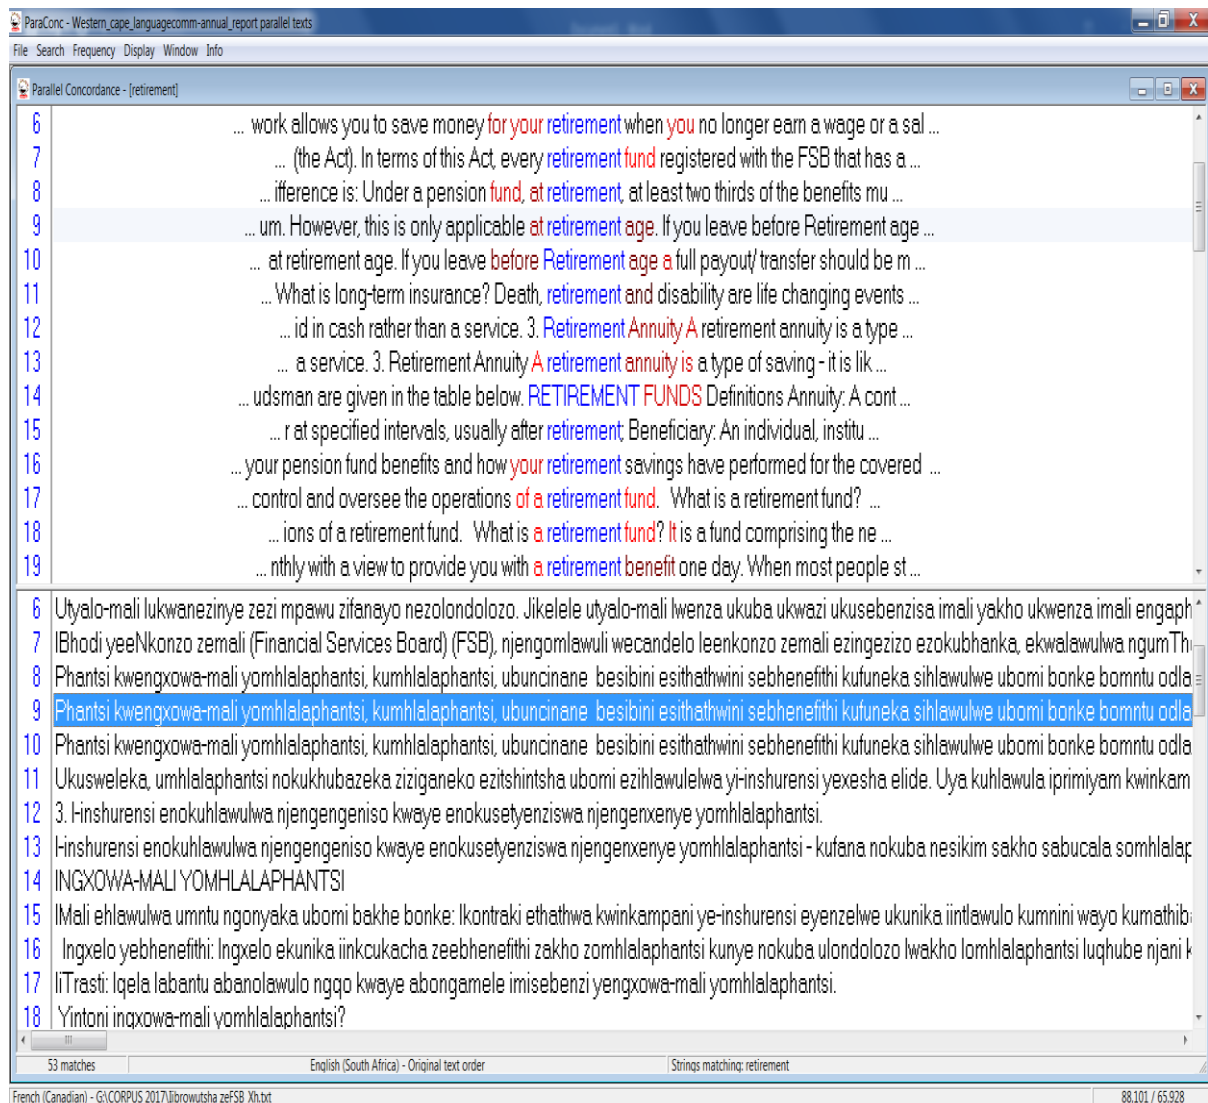 ParaConc - Western_cape_languagecomm-annual_report parallel texts
File Search Frequency Display Window Info
Parallel Concordance - [retirement]
6 ... work allows you to save money for your retirement when you no longer earn a wage or a sal ...
7 ... (the Act). In terms of this Act, every retirement fund registered with the FSB that has a ...
8 ... ifference is: Under a pension fund, at retirement, at least two thirds of the benefits mu ...
9 ... um. However, this is only applicable at retirement age. If you leave before Retirement age ...
10 ... at retirement age. If you leave before Retirement age a full payout/ transfer should be m ...
11 ... What is long-term insurance? Death, retirement and disability are life changing events ...
12 ... id in cash rather than a service. 3. Retirement Annuity A retirement annuity is a type ...
13 ... a service. 3. Retirement Annuity A retirement annuity is a type of saving - it is lik ...
14 ... udsman are given in the table below. RETIREMENT FUNDS Definitions Annuity: A cont ...
15 ... r at specified intervals, usually after retirement; Beneficiary: An individual, institu ...
16 ... your pension fund benefits and how your retirement savings have performed for the covered ...
17 ... control and oversee the operations of a retirement fund. What is a retirement fund? ...
18 ... ions of a retirement fund. What is a retirement fund? It is a fund comprising the ne ...
19 ... nthly with a view to provide you with a retirement benefit one day. When most people st ...
6 Utyalo-mali lukwanezinye zezi mpawu zifanayo nezolondolozo. Jikelele utyalo-mali lwenza ukuba ukwazi ukusebenzisa imali yakho ukwenza imali engaph
7 IBhodi yeeNkonzo zemali (Financial Services Board) (FSB), njengomlawuli wecandelo leenkonzo zemali ezingezizo ezokubhanka, ekwalawulwa ngumTh
8 Phantsi kwengxowa-mali yomhlalaphantsi, kumhlalaphantsi, ubuncinane besibini esithathwini sebhenefithi kufuneka sihlawulwe ubomi bonke bomntu odla
9 Phantsi kwengxowa-mali yomhlalaphantsi, kumhlalaphantsi, ubuncinane besibini esithathwini sebhenefithi kufuneka sihlawulwe ubomi bonke bomntu odla
10 Phantsi kwengxowa-mali yomhlalaphantsi, kumhlalaphantsi, ubuncinane besibini esithathwini sebhenefithi kufuneka sihlawulwe ubomi bonke bomntu odla
11 Ukusweleka, umhlalaphantsi nokukhubazeka ziziganeko ezitshintsha ubomi ezihlawulelwa yi-inshurensi yexesha elide. Uya kuhlawula iprimiyam kwinkam
12 3. I-inshurensi enokuhlawulwa njengengeniso kwaye enokusetyenziswa njengenxenye yomhlalaphantsi.
13 I-inshurensi enokuhlawulwa njengengeniso kwaye enokusetyenziswa njengenxenye yomhlalaphantsi - kufana nokuba nesikim sakho sabucala somhlalap
14 INGXOWA-MALI YOMHLALAPHANTSI
15 IMali ehlawulwa umntu ngonyaka ubomi bakhe bonke: Ikontraki ethathwa kwinkampani ye-inshurensi eyenzelwe ukunika iintlawulo kumnini wayo kumathib
16 Ingxelo yebhenefithi: Ingxelo ekunika iinkcukacha zeebhenefithi zakho zomhlalaphantsi kunye nokuba ulondolozo lwakho lomhlalaphantsi luqhube njani k
17 IiTrasti: Iqela labantu abanolawulo ngqo kwaye abongamele imisebenzi yengxowa-mali yomhlalaphantsi.
18 Yintoni ingxowa-mali yomhlalaphantsi?
53 matches English (South Africa) - Original text order Strings matching: retirement
French (Canadian) - G:\CORPUS 2017\Iibrowutsha zeFSB_Xh.txt 88.101 / 65.928